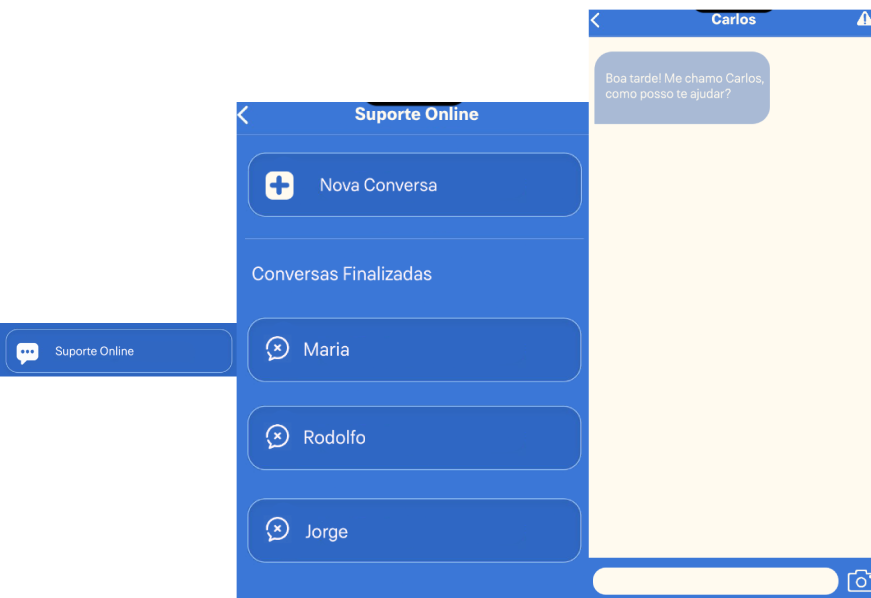 Suporte Online
Suporte Online
Nova Conversa
Conversas Finalizadas
Maria
Rodolfo
Jorge
Carlos
Boa tarde! Me chamo Carlos,
como posso te ajudar?